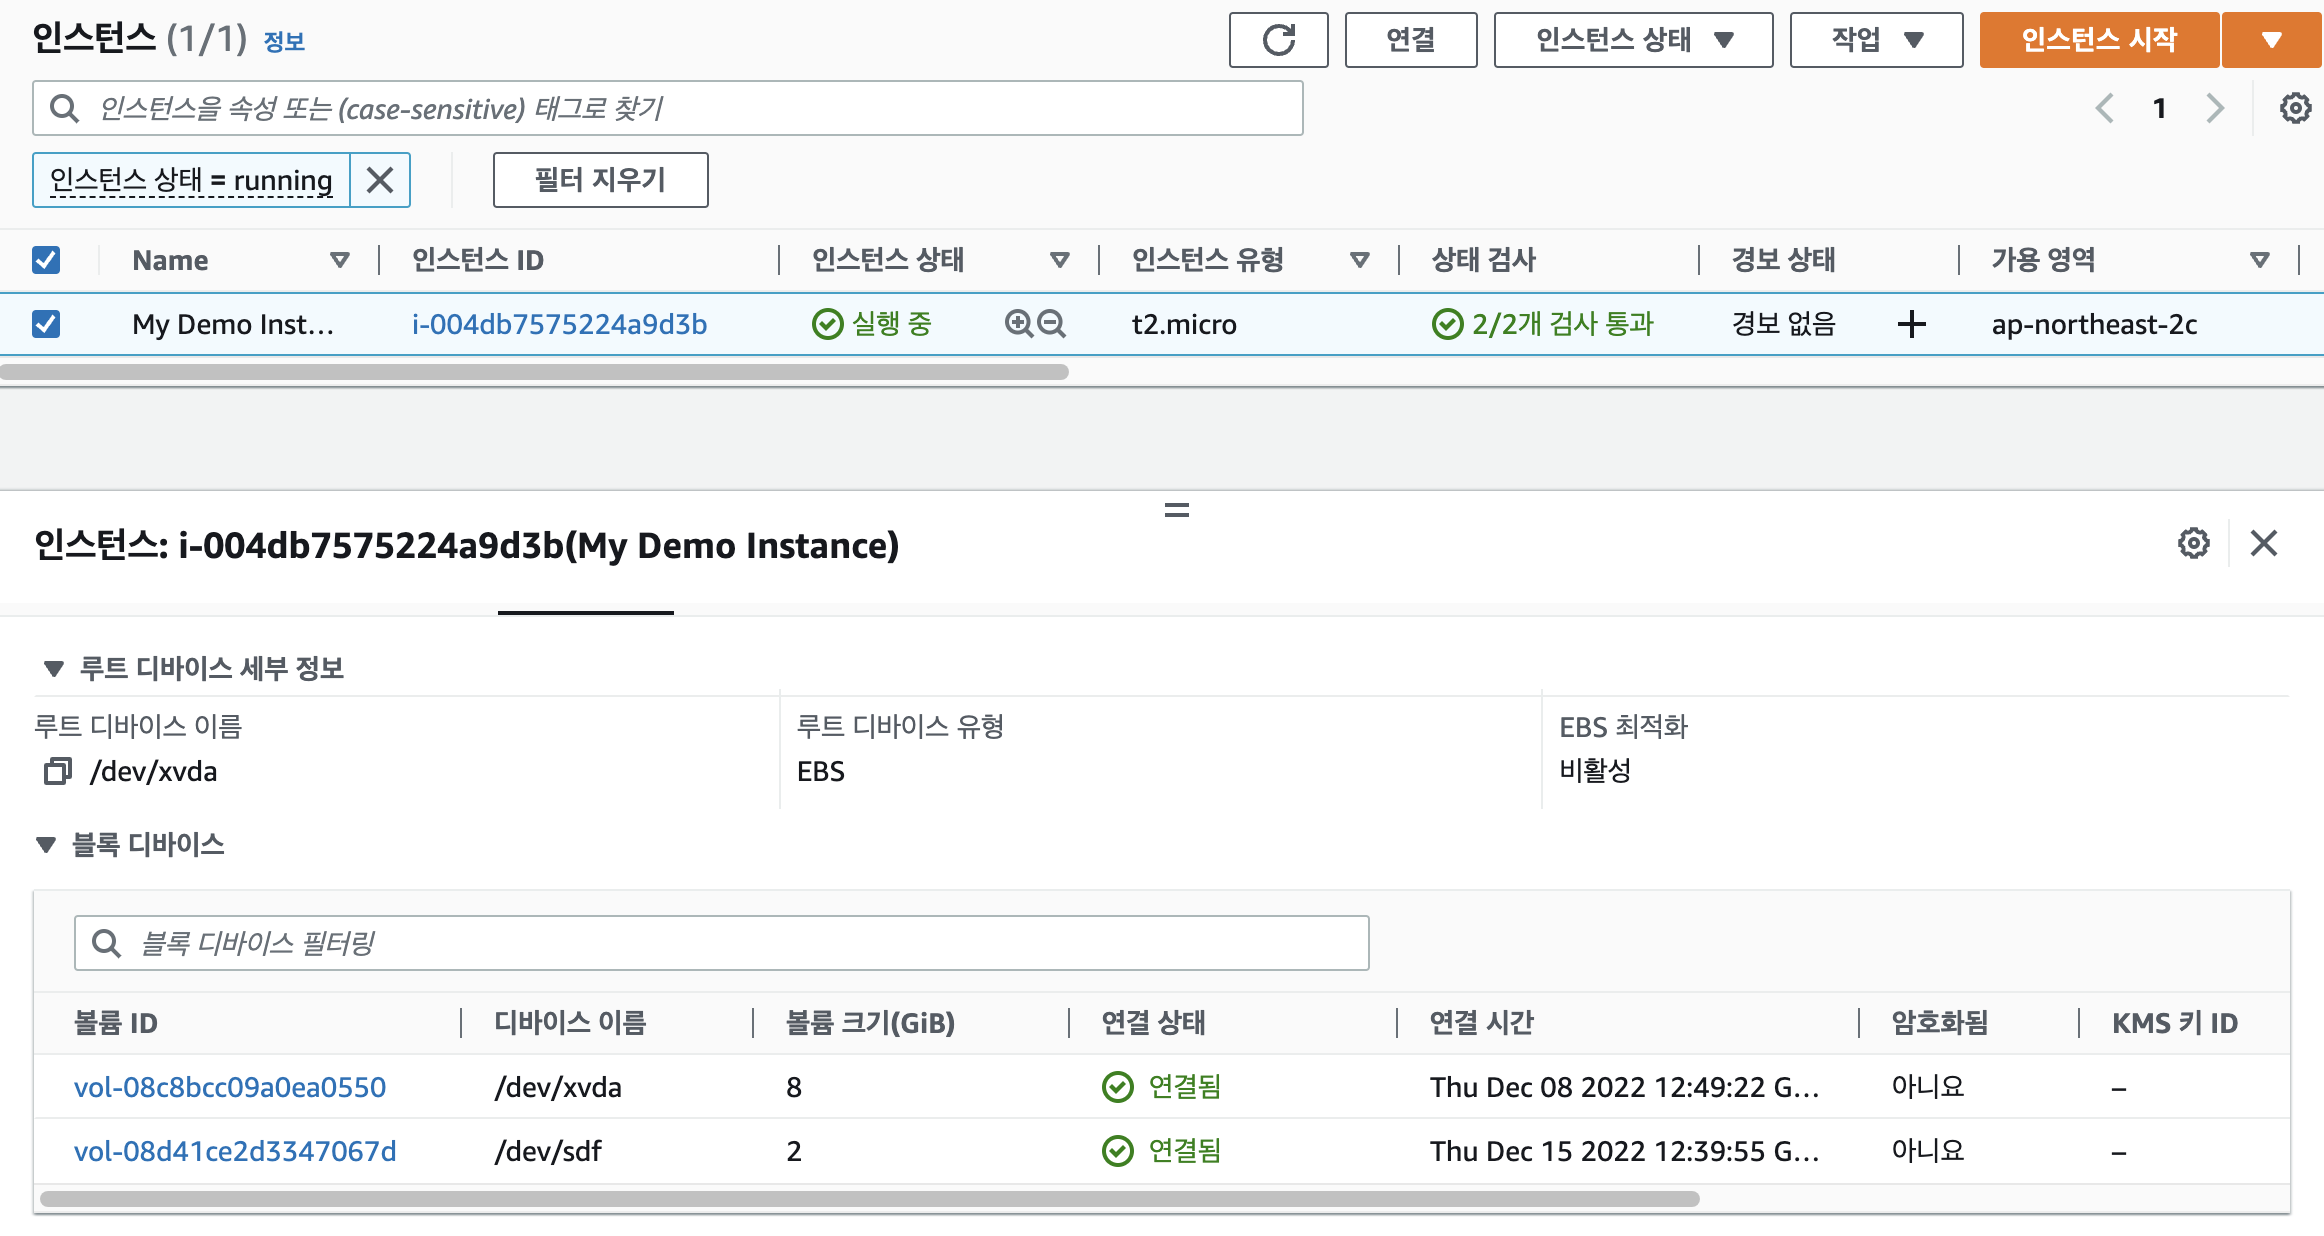 인스턴스 (1/1) 정보
연결
인스턴스 상태
작업
인스턴스 시작
인스턴스을 속성 또는 (case-sensitive) 태그로 찾기
1
인스턴스 상태 = running
필터 지우기
Name 인스턴스 ID 인스턴스 상태 인스턴스 유형 상태 검사 경보 상태 가용 영역
My Demo Inst... i-004db7575224a9d3b 실행 중 t2.micro 2/2개 검사 통과 경보 없음 ap-northeast-2c
인스턴스: i-004db7575224a9d3b(My Demo Instance)
루트 디바이스 세부 정보
루트 디바이스 이름 루트 디바이스 유형 EBS 최적화
/dev/xvda EBS 비활성
블록 디바이스
블록 디바이스 필터링
볼륨 ID 디바이스 이름 볼륨 크기(GiB) 연결 상태 연결 시간 암호화됨 KMS 키 ID
vol-08c8bcc09a0ea0550 /dev/xvda 8 연결됨 Thu Dec 08 2022 12:49:22 G... 아니요 –
vol-08d41ce2d3347067d /dev/sdf 2 연결됨 Thu Dec 15 2022 12:39:55 G... 아니요 –